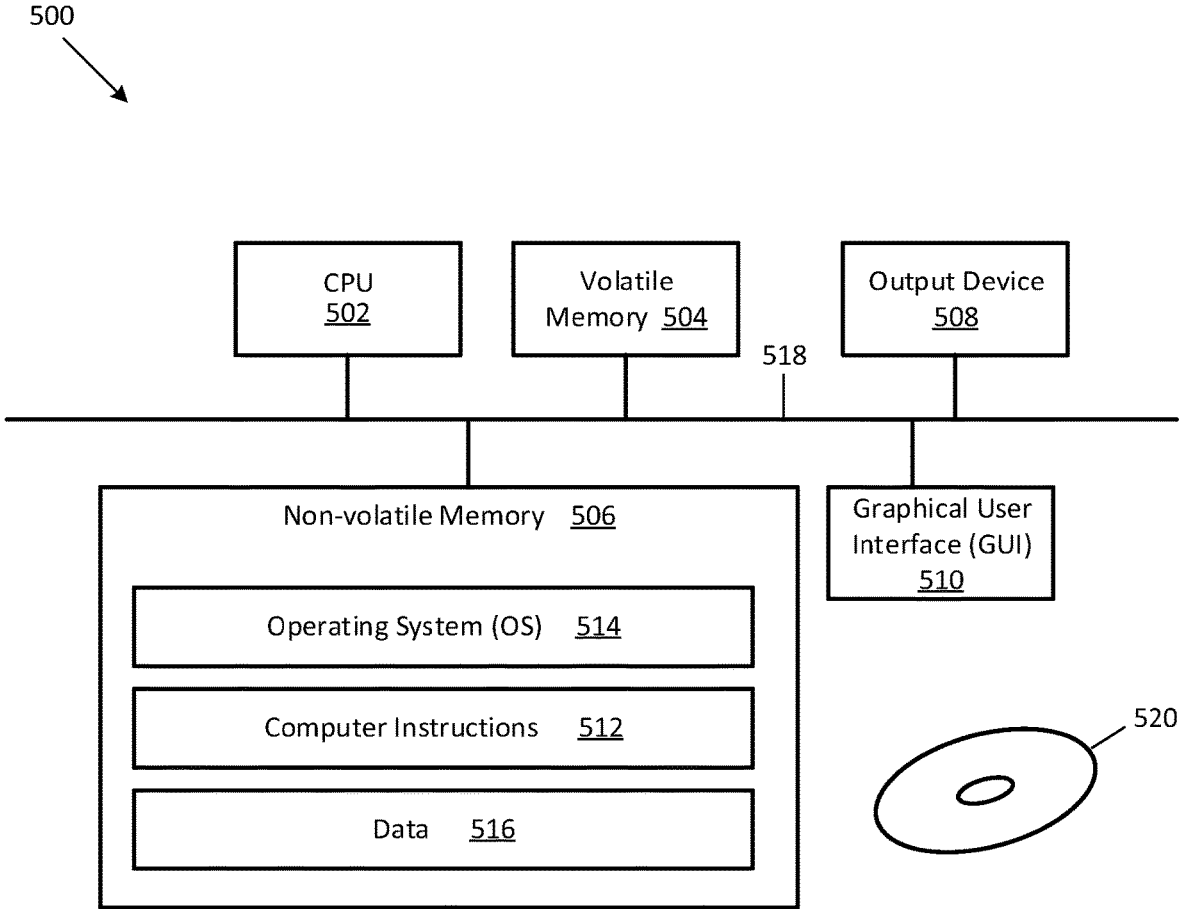 500
CPU
502
Volatile
Memory 504
Output Device
508
518
Non-volatile Memory 506
Operating System (OS) 514
Computer Instructions 512
Data 516
Graphical User
Interface (GUI)
510
520